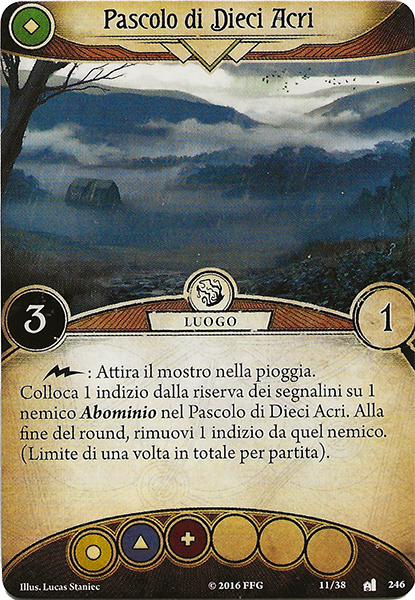 Pascolo di Dieci Acri
3
LUOGO
1
: Attira il mostro nella pioggia.
Colloca 1 indizio dalla riserva dei segnalini su 1
nemico Abominio nel Pascolo di Dieci Acri. Alla
fine del round, rimuovi 1 indizio da quel nemico.
(Limite di una volta in totale per partita).
Illus. Lucas Staniec
© 2016 FFG
11/38
246